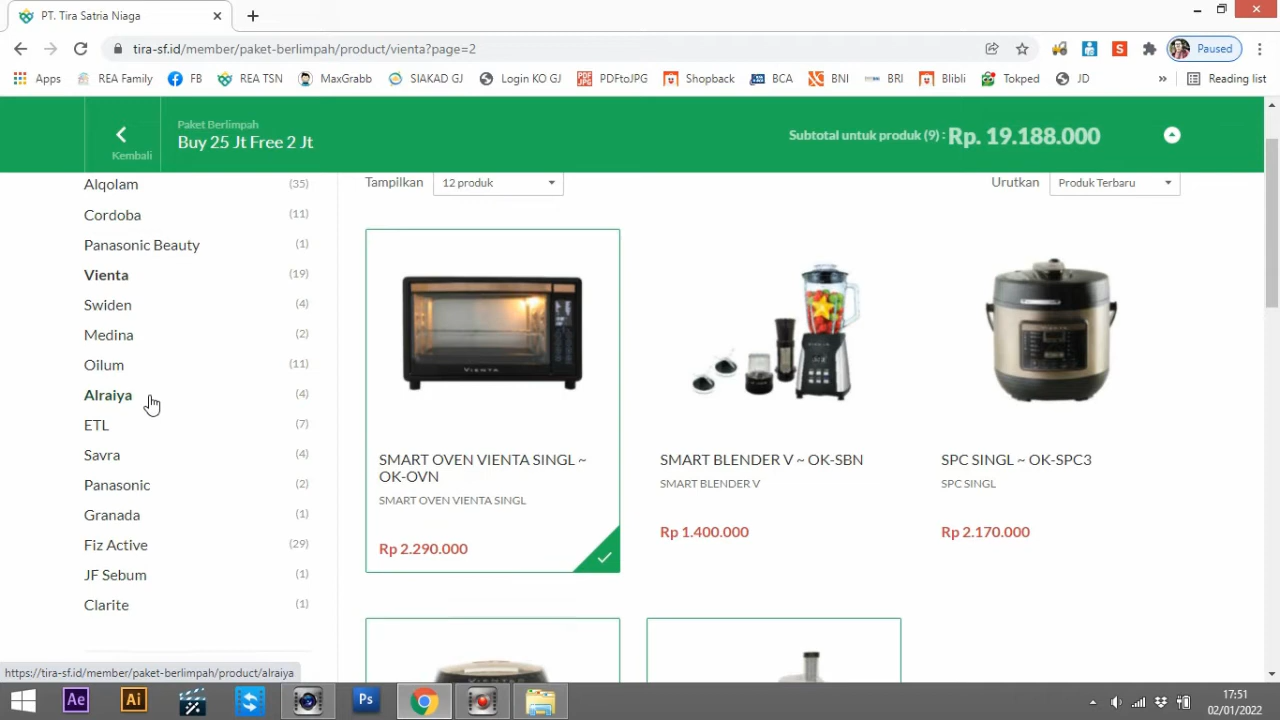 PT. Tira Satria Niaga
tira-sf.id/member/paket-berlimpah/product/vienta?page=2
Paused
Apps
REA Family
FB
REA TSN
MaxGrabb
SIAKAD GJ
Login KO GJ
PDFtoJPG
Shopback
BCA
BNI
BRI
Blibli
Tokped
JD
»
Reading list
Kembali
Paket Berlimpah
Buy 25 Jt Free 2 Jt
Subtotal untuk produk (9) : Rp. 19.188.000
Alqolam (35)
Cordoba (11)
Panasonic Beauty (1)
Vienta (19)
Swiden (4)
Medina (2)
Oilum (11)
Alraiya (4)
ETL (7)
Savra (4)
Panasonic (2)
Granada (1)
Fiz Active (29)
JF Sebum (1)
Clarite (1)
Tampilkan 12 produk
Urutkan Produk Terbaru
VIENTA
SMART OVEN VIENTA SINGL ~
OK-OVN
SMART OVEN VIENTA SINGL
Rp 2.290.000
SMART BLENDER V ~ OK-SBN
SMART BLENDER V
Rp 1.400.000
SPC SINGL ~ OK-SPC3
SPC SINGL
Rp 2.170.000
https://tira-sf.id/member/paket-berlimpah/product/alraiya
Ae
Ai
Ps
17:51
02/01/2022